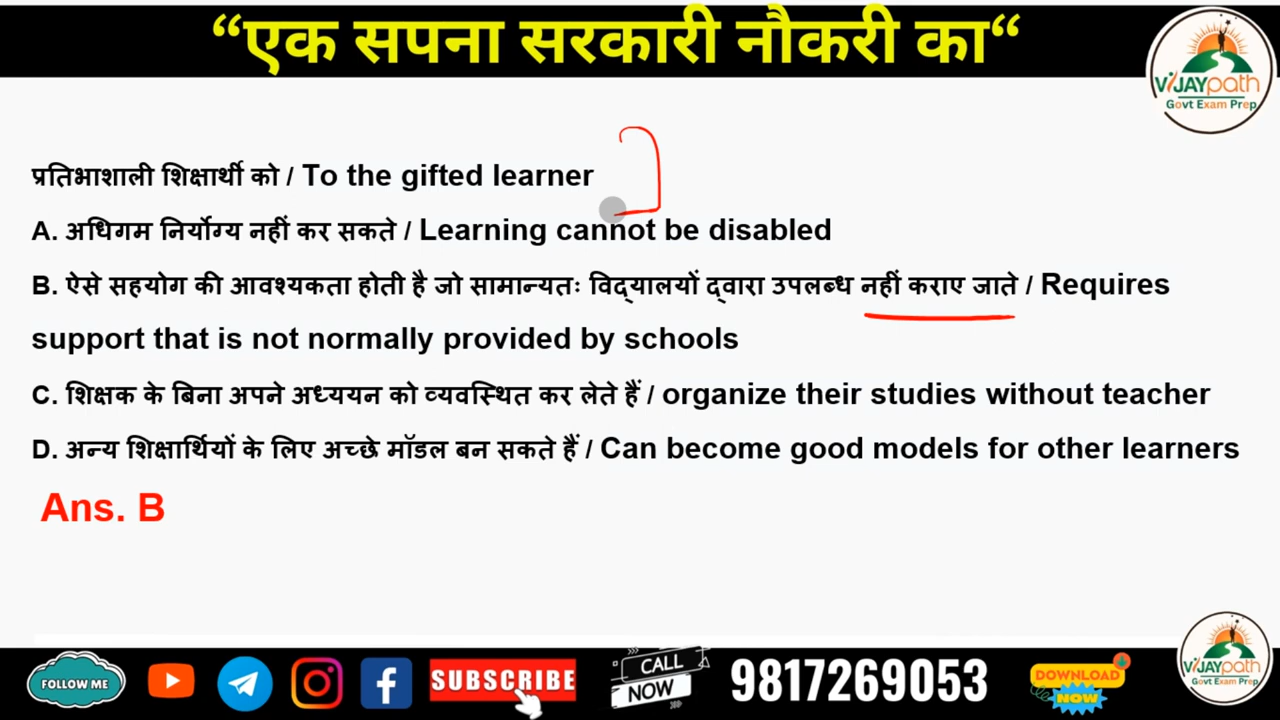 “एक सपना सरकारी नौकरी का“
ViJAYpath
Govt Exam Prep
प्रतिभाशाली शिक्षार्थी को / To the gifted learner
A. अधिगम निर्योग्य नहीं कर सकते / Learning cannot be disabled
B. ऐसे सहयोग की आवश्यकता होती है जो सामान्यतः विद्यालयों द्वारा उपलब्ध नहीं कराए जाते / Requires
support that is not normally provided by schools
C. शिक्षक के बिना अपने अध्ययन को व्यवस्थित कर लेते हैं / organize their studies without teacher
D. अन्य शिक्षार्थियों के लिए अच्छे मॉडल बन सकते हैं / Can become good models for other learners
Ans. B
FOLLOW ME
SUBSCRIBE
CALL
NOW
9817269053
DOWNLOAD
NOW
ViJAYpath
Govt Exam Prep